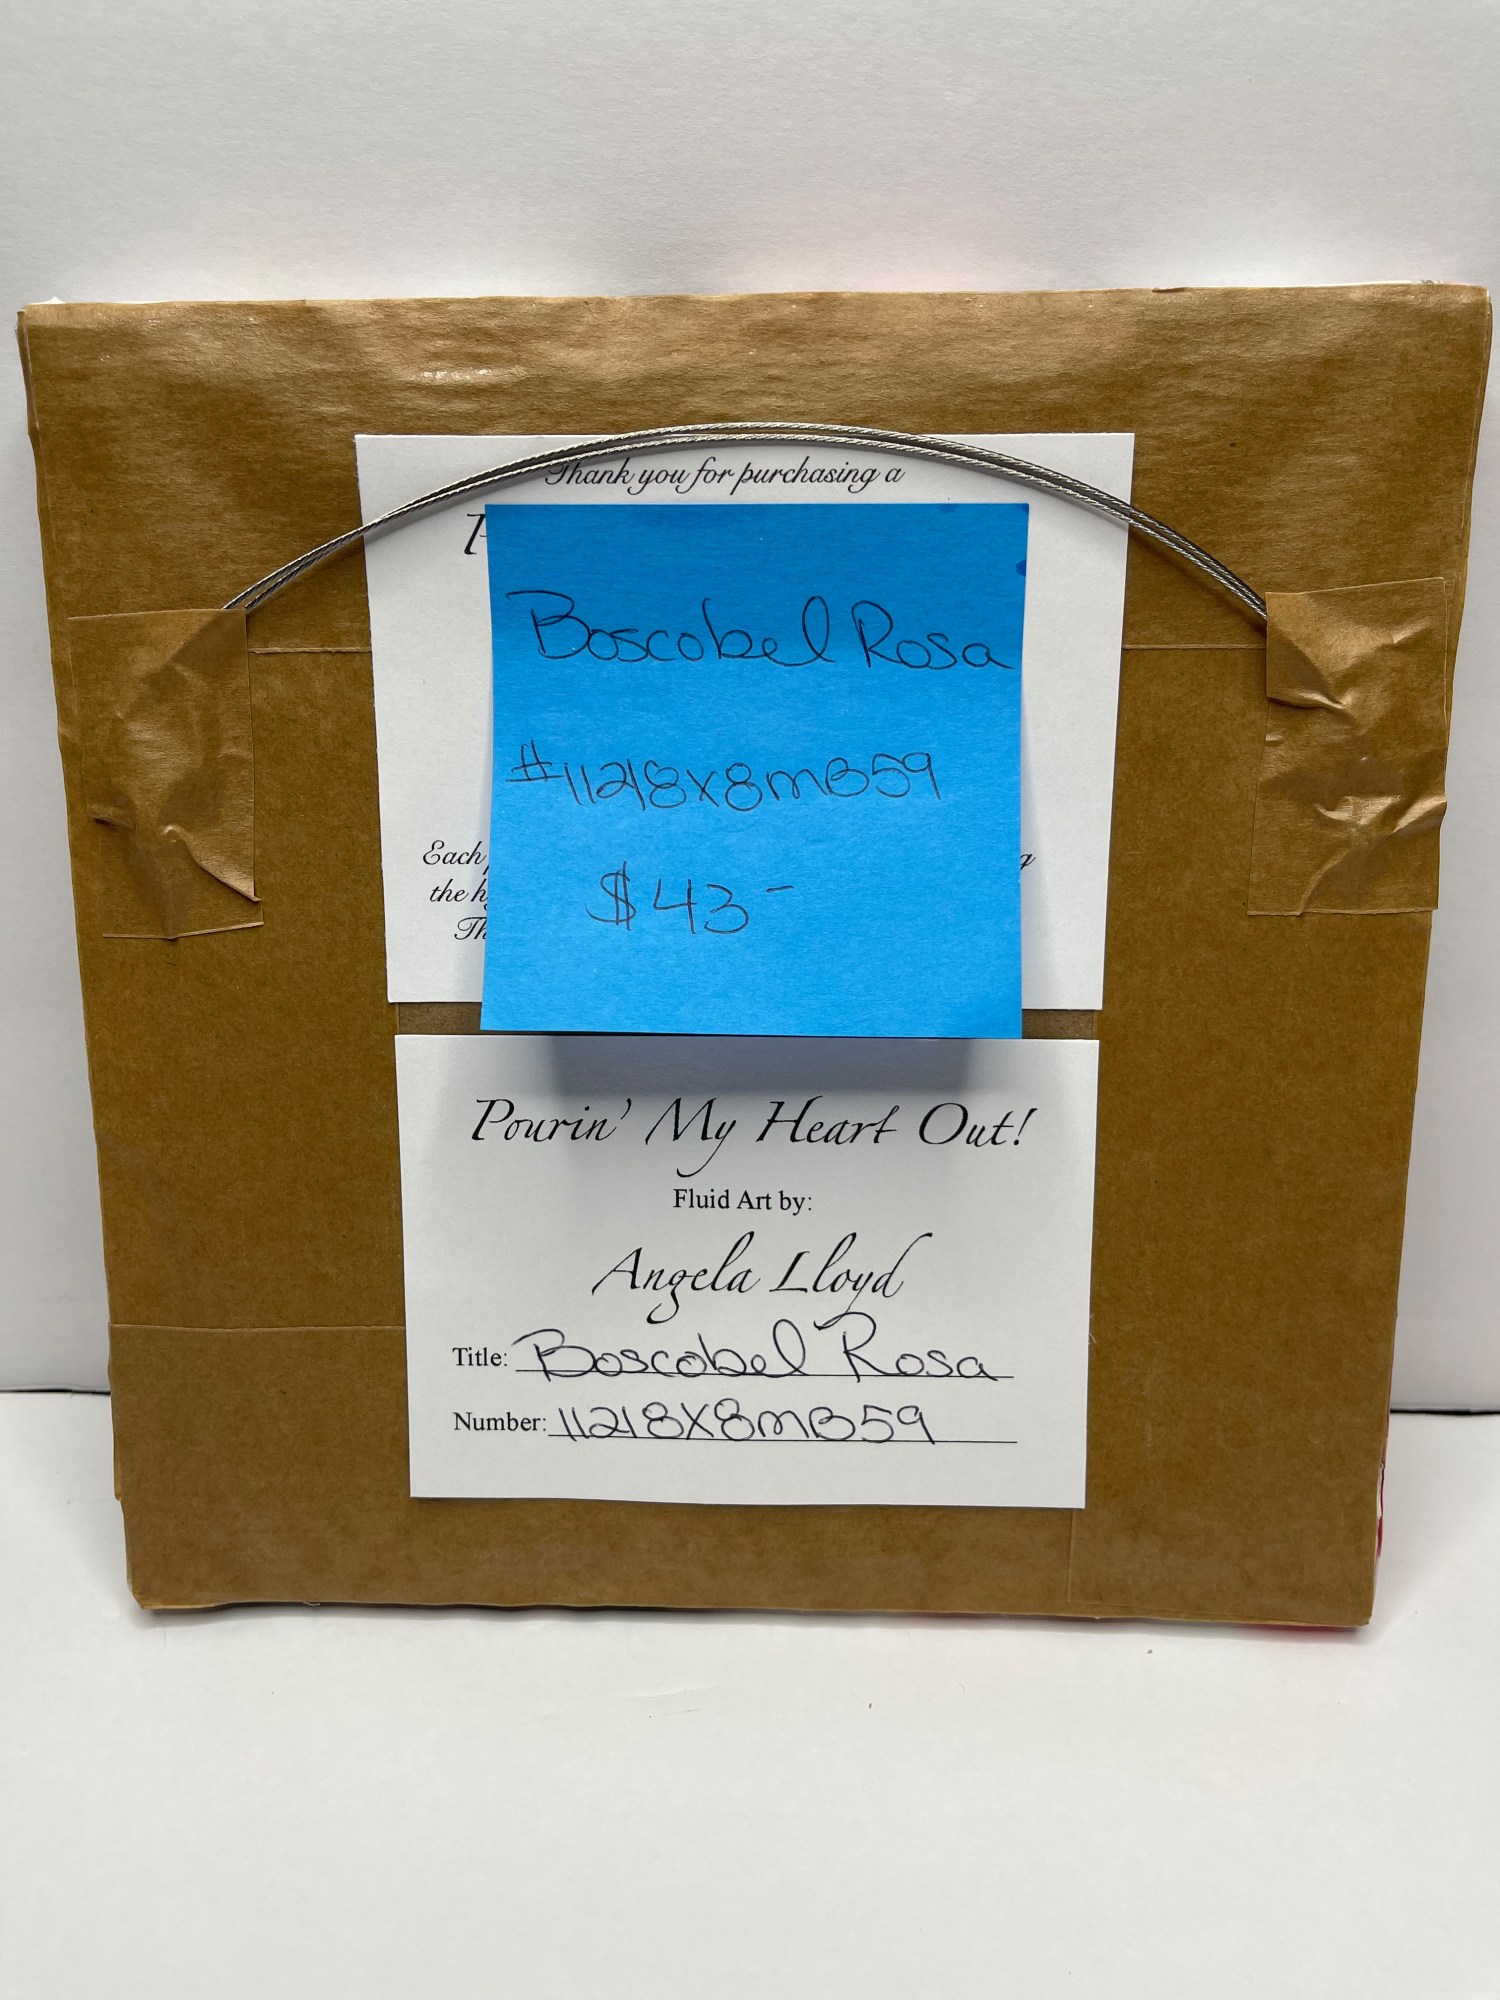 Thank you for purchasing a
Boscobel Rosa
#11218X8MB59
$43-
Each
the
Pourin' My Heart Out!
Fluid Art by:
Angela Lloyd
Title: Boscobel Rosa
Number: 11218X8MB59